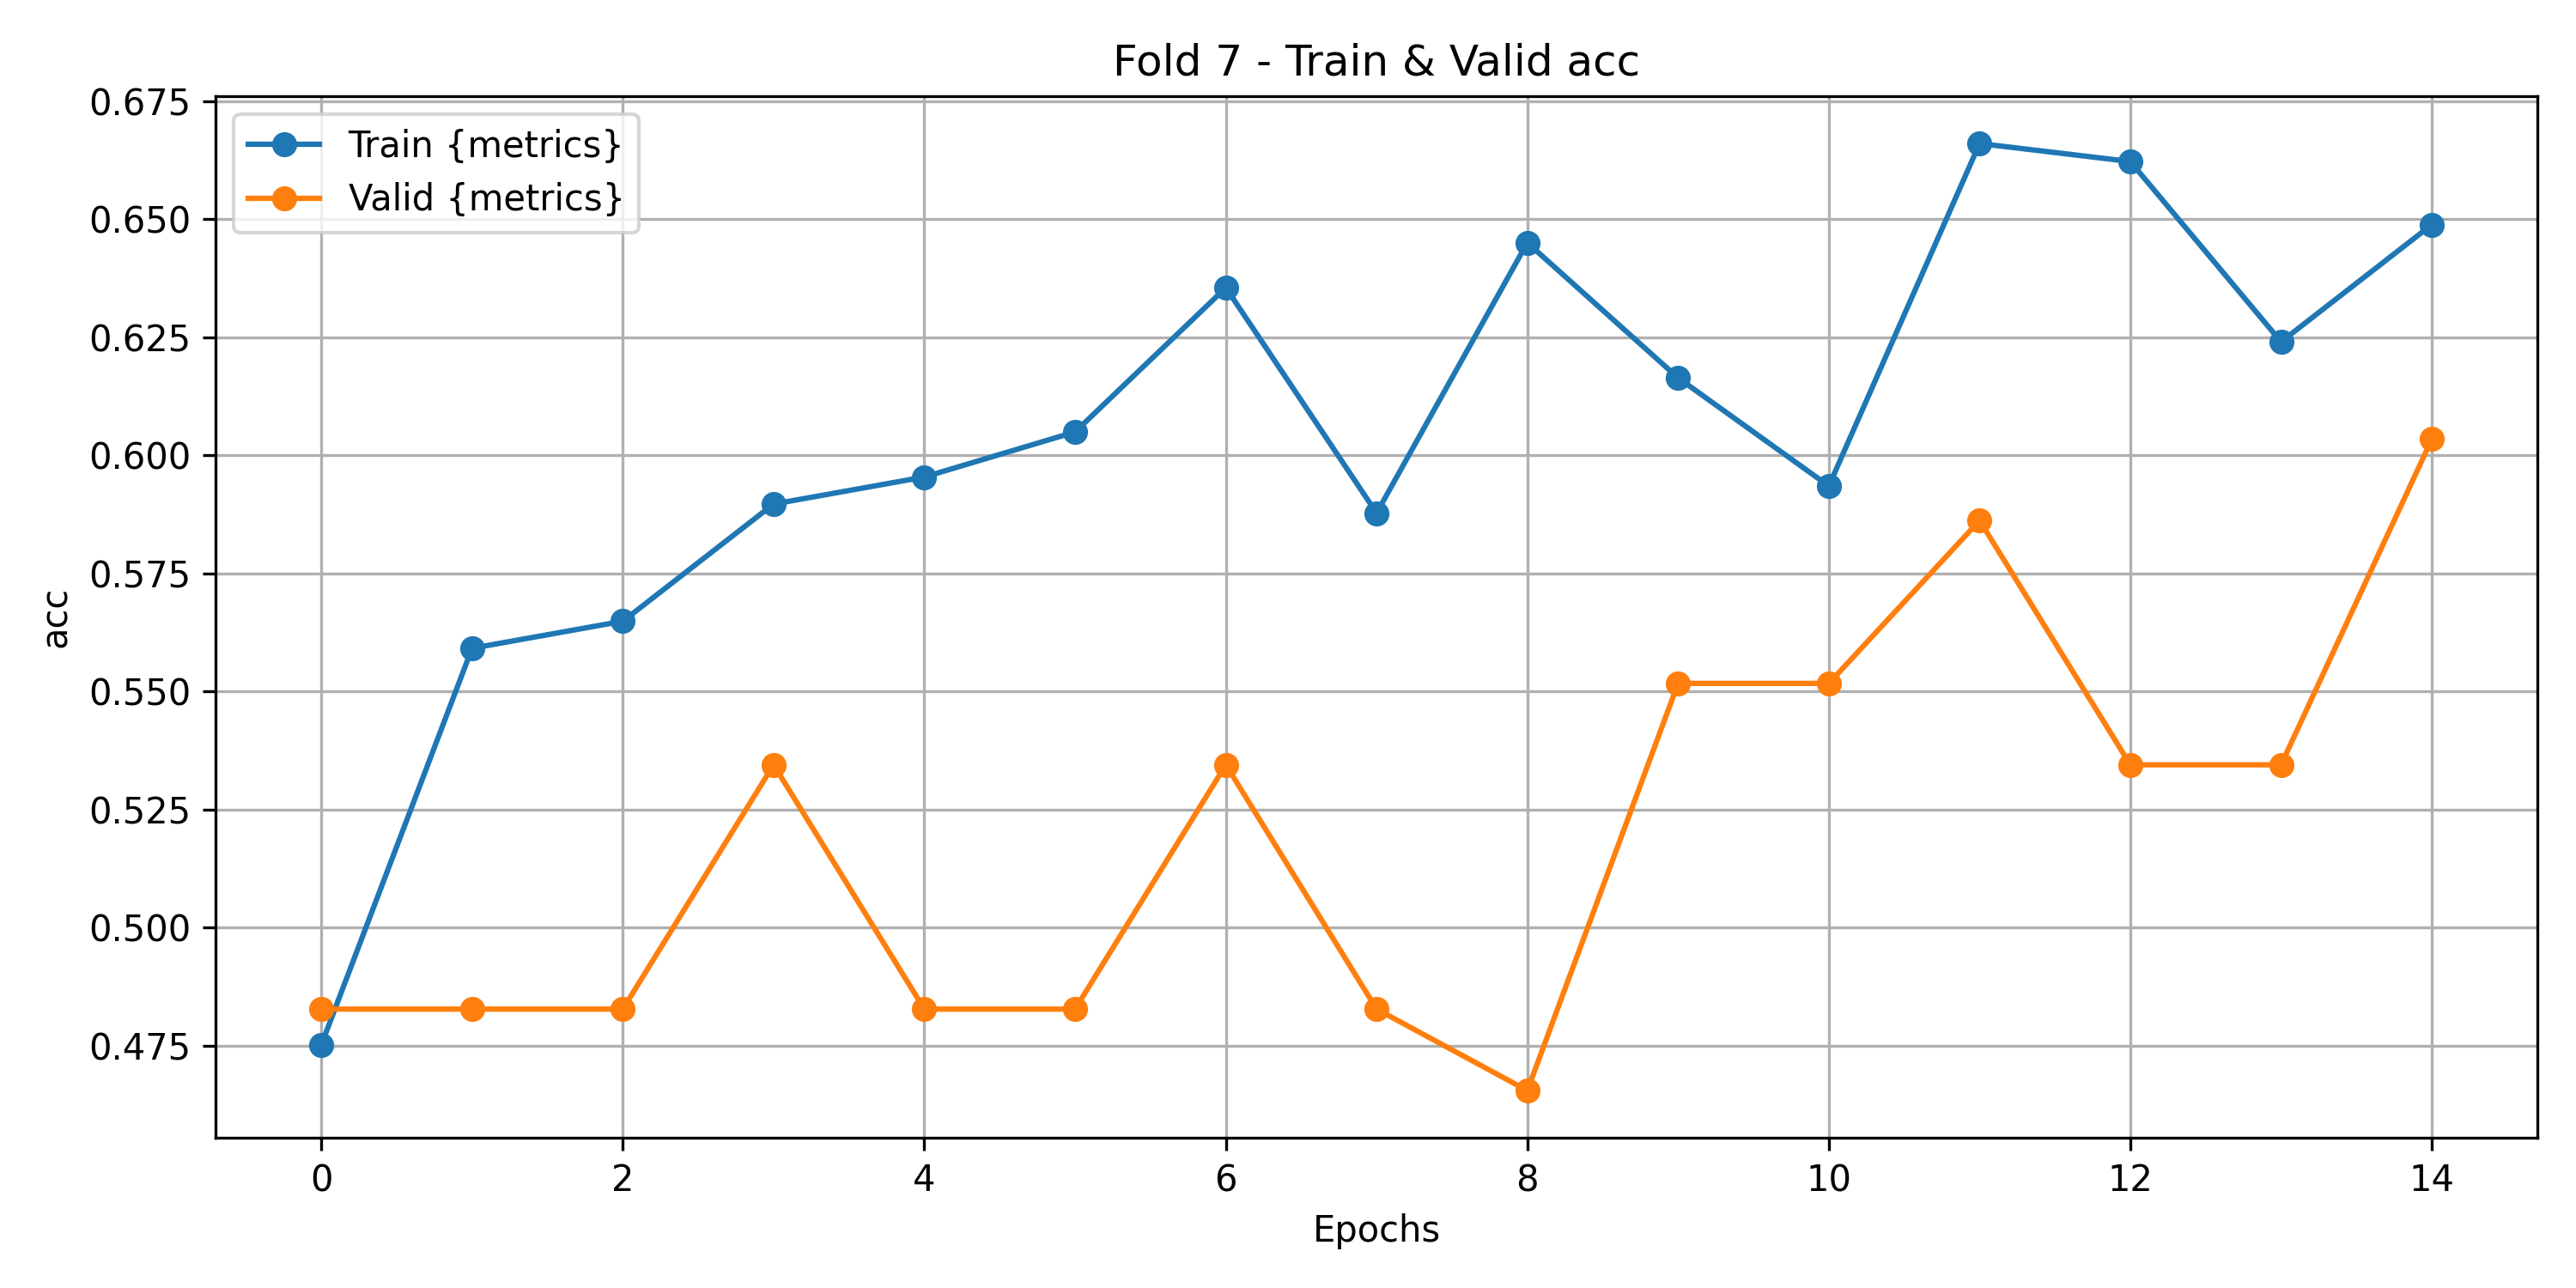 Fold 7 - Train & Valid acc
Train {metrics}
Valid {metrics}
0.675
0.650
0.625
0.600
0.575
0.550
0.525
0.500
0.475
acc
0 2 4 6 8 10 12 14
Epochs